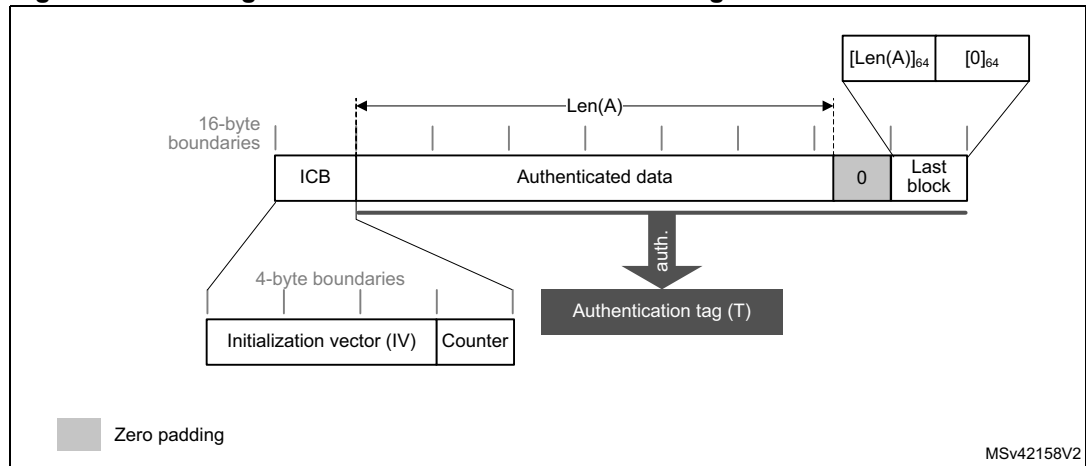 [Len(A)]64 [0]64
Len(A)
16-byte
boundaries
ICB Authenticated data 0 Last
block
auth.
4-byte boundaries
Authentication tag (T)
Initialization vector (IV) Counter
Zero padding
MSv42158V2